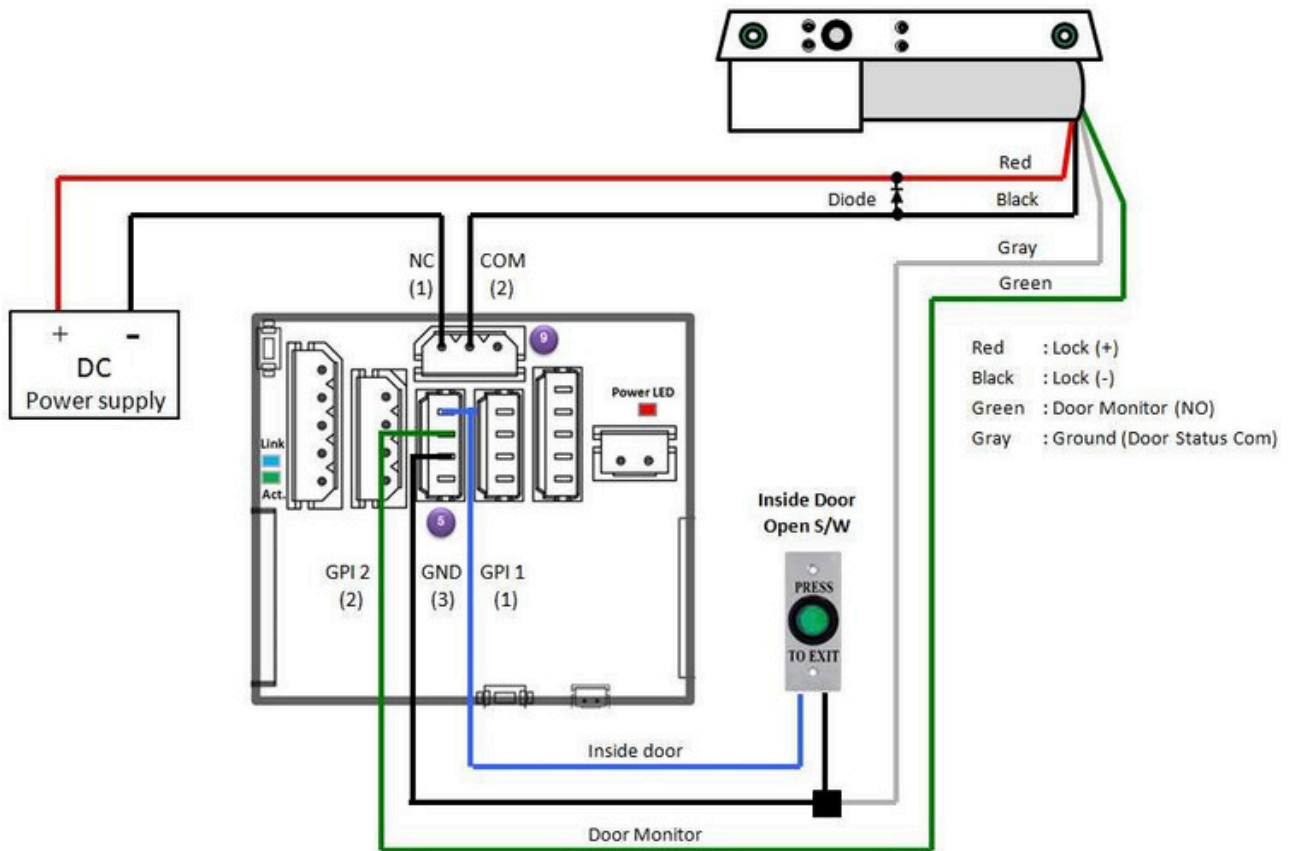 Red
Diode
Black
Gray
Green
NC
(1)
COM
(2)
+
-
DC
Power supply
9
Red : Lock (+)
Black : Lock (-)
Green : Door Monitor (NO)
Gray : Ground (Door Status Com)
Power LED
Link
Act.
5
GPI 2
(2)
GND
(3)
GPI 1
(1)
Inside Door
Open S/W
PRESS
TO EXIT
Inside door
Door Monitor